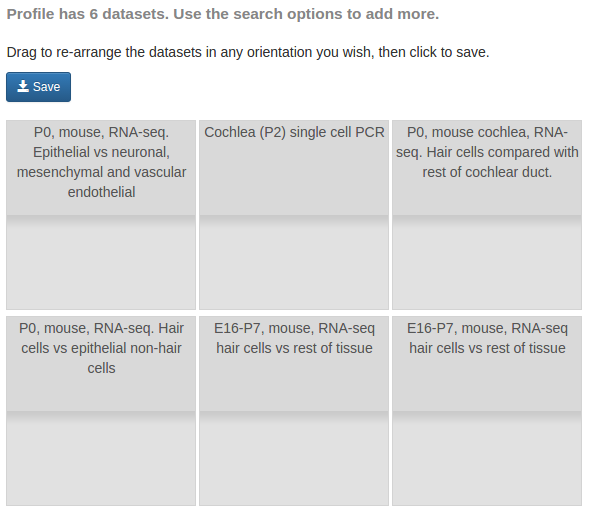 Profile has 6 datasets. Use the search options to add more.
Drag to re-arrange the datasets in any orientation you wish, then click to save.
Save
P0, mouse, RNA-seq.
Epithelial vs neuronal,
mesenchymal and vascular
endothelial
Cochlea (P2) single cell PCR
P0, mouse cochlea, RNA-
seq. Hair cells compared with
rest of cochlear duct.
P0, mouse, RNA-seq. Hair
cells vs epithelial non-hair
cells
E16-P7, mouse, RNA-seq
hair cells vs rest of tissue
E16-P7, mouse, RNA-seq
hair cells vs rest of tissue